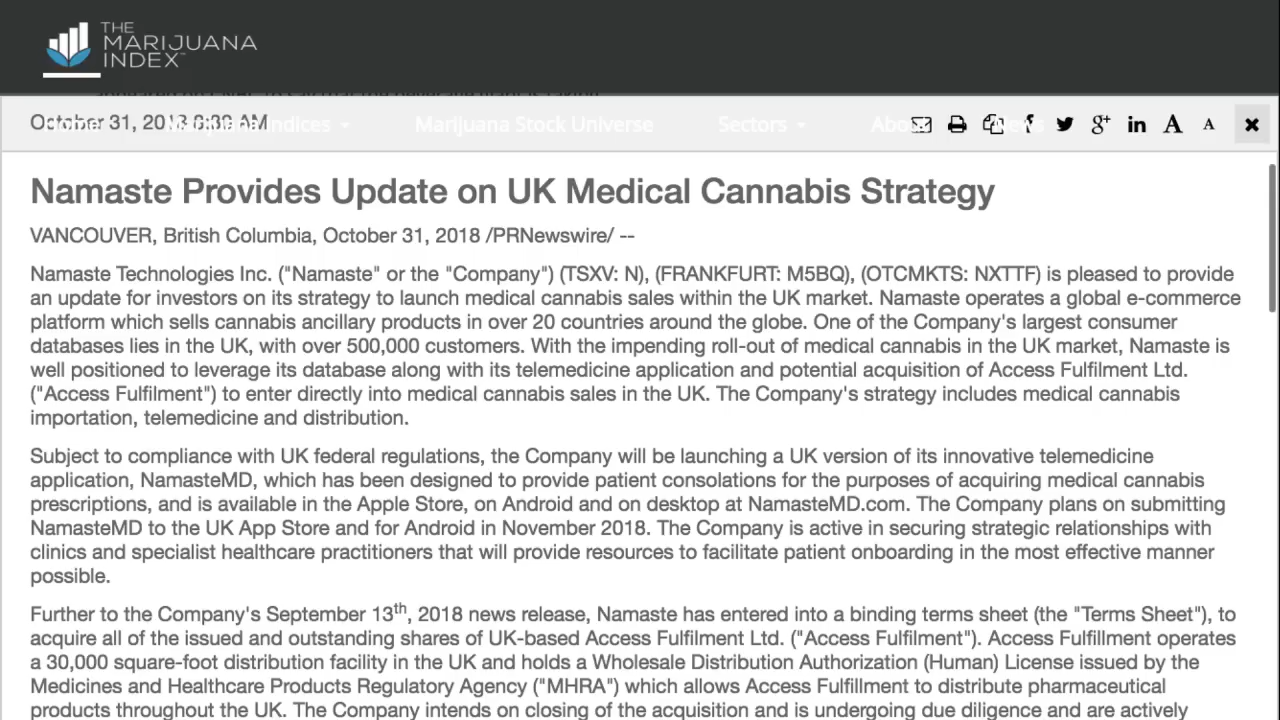 THE
MARIJUANA
INDEX™
October 31, 2018 8:30 AM
Marijuana Indices
Marijuana Stock Universe
Sectors
Namaste Provides Update on UK Medical Cannabis Strategy
VANCOUVER, British Columbia, October 31, 2018 /PRNewswire/ --
Namaste Technologies Inc. ("Namaste" or the "Company") (TSXV: N), (FRANKFURT: M5BQ), (OTCMKTS: NXTTF) is pleased to provide
an update for investors on its strategy to launch medical cannabis sales within the UK market. Namaste operates a global e-commerce
platform which sells cannabis ancillary products in over 20 countries around the globe. One of the Company's largest consumer
databases lies in the UK, with over 500,000 customers. With the impending roll-out of medical cannabis in the UK market, Namaste is
well positioned to leverage its database along with its telemedicine application and potential acquisition of Access Fulfilment Ltd.
("Access Fulfilment") to enter directly into medical cannabis sales in the UK. The Company's strategy includes medical cannabis
importation, telemedicine and distribution.
Subject to compliance with UK federal regulations, the Company will be launching a UK version of its innovative telemedicine
application, NamasteMD, which has been designed to provide patient consolations for the purposes of acquiring medical cannabis
prescriptions, and is available in the Apple Store, on Android and on desktop at NamasteMD.com. The Company plans on submitting
NamasteMD to the UK App Store and for Android in November 2018. The Company is active in securing strategic relationships with
clinics and specialist healthcare practitioners that will provide resources to facilitate patient onboarding in the most effective manner
possible.
Further to the Company's September 13th, 2018 news release, Namaste has entered into a binding terms sheet (the "Terms Sheet"), to
acquire all of the issued and outstanding shares of UK-based Access Fulfilment Ltd. ("Access Fulfilment"). Access Fulfillment operates
a 30,000 square-foot distribution facility in the UK and holds a Wholesale Distribution Authorization (Human) License issued by the
Medicines and Healthcare Products Regulatory Agency ("MHRA") which allows Access Fulfillment to distribute pharmaceutical
products throughout the UK. The Company intends on closing of the acquisition and is undergoing due diligence and are actively